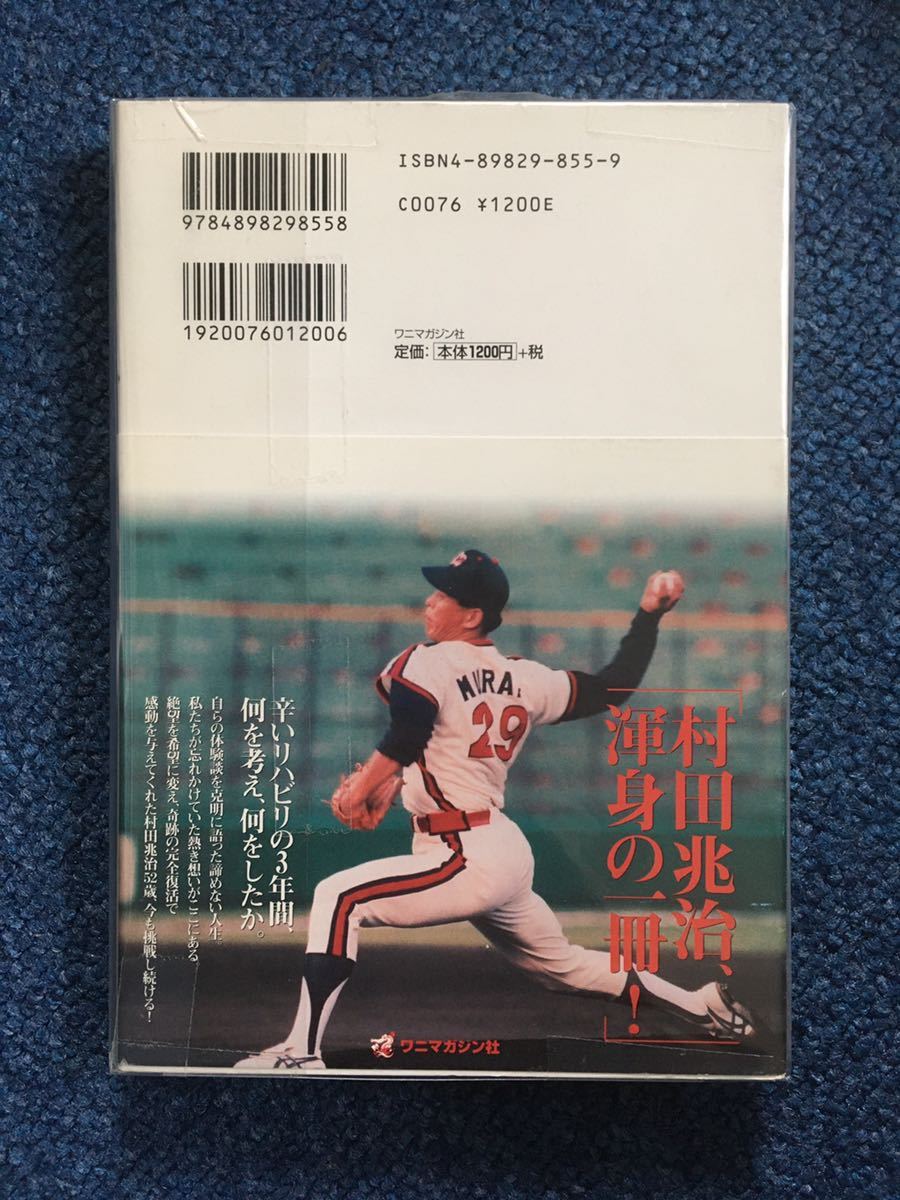 ISBN4-89829-855-9
9784898298558
C0076 ¥1200E
1920076012006
ワニマガジン社
定価：本体1200円+税
「村田兆治、
渾身の一冊！」
MURA
29
辛いリハビリの3年間、
何を考え、何をしたか。
自らの体験談を克明に語った諦めない人生。
私たちが忘れかけていた熱き想いがここにある。
絶望を希望に変え、奇跡の完全復活で
感動を与えてくれた村田兆治52歳、今も挑戦し続ける！
ワニマガジン社